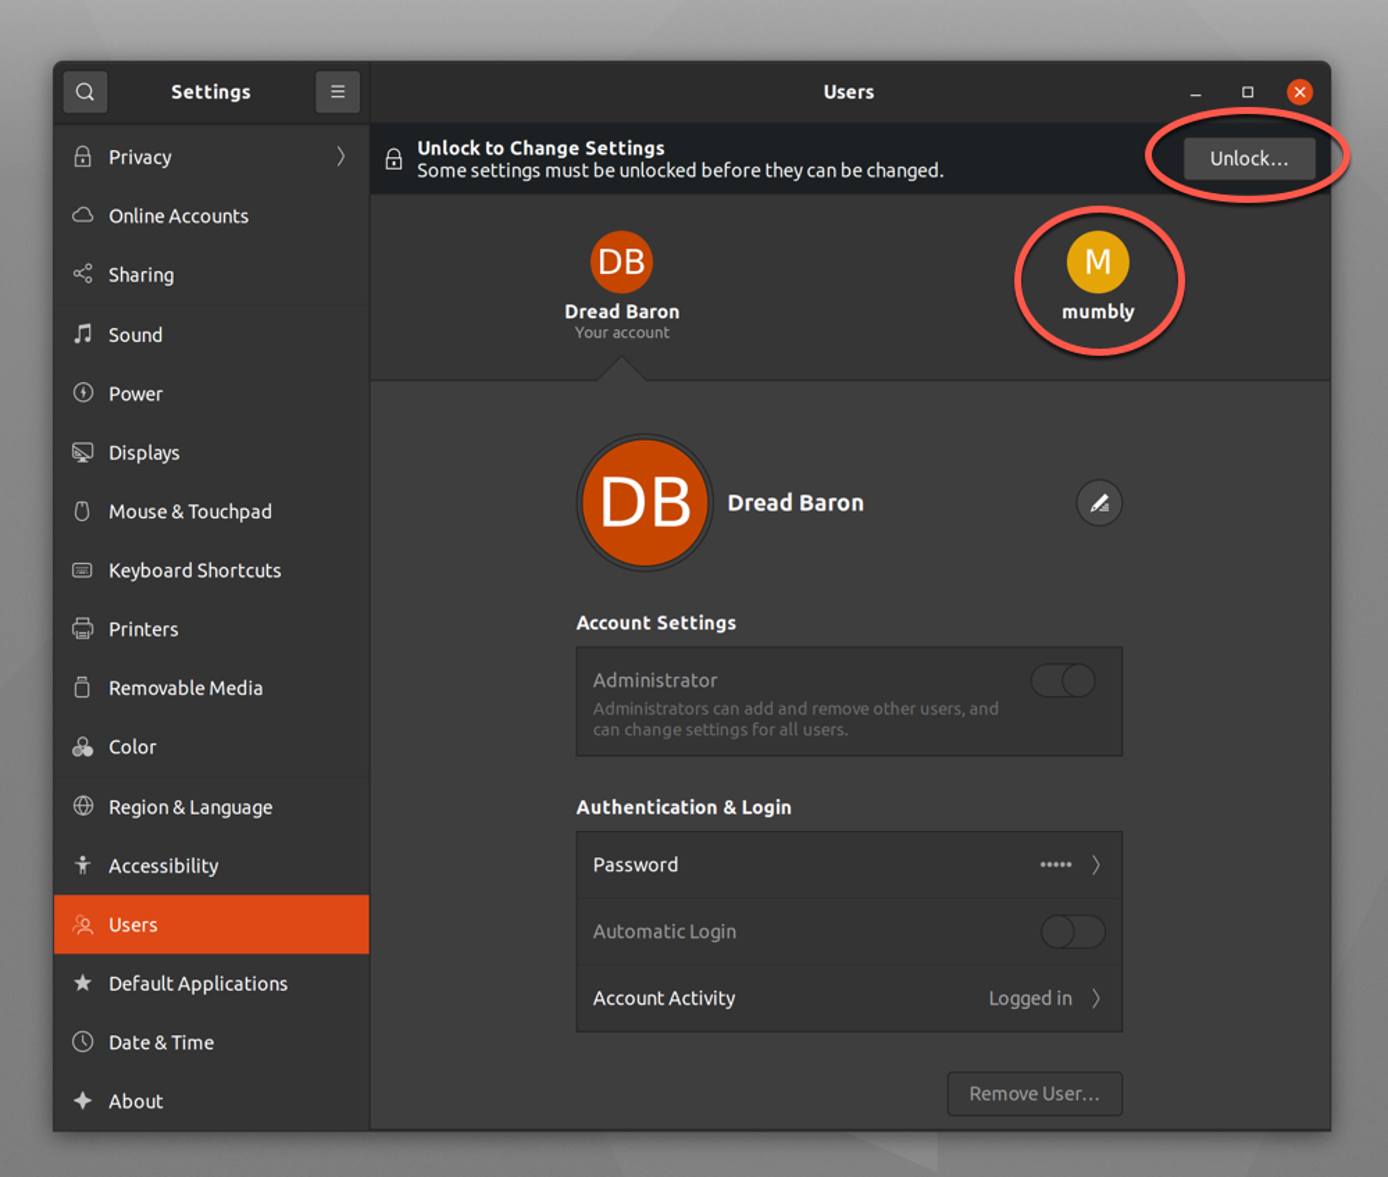 Settings
Users
Privacy
Online Accounts
Sharing
Sound
Power
Displays
Mouse & Touchpad
Keyboard Shortcuts
Printers
Removable Media
Color
Region & Language
Accessibility
Users
Default Applications
Date & Time
About
Unlock to Change Settings
Some settings must be unlocked before they can be changed.
Unlock...
DB
Dread Baron
Your account
M
mumbly
DB
Dread Baron
Account Settings
Administrator
Administrators can add and remove other users, and
can change settings for all users.
Authentication & Login
Password
Automatic Login
Account Activity
Logged in
Remove User...